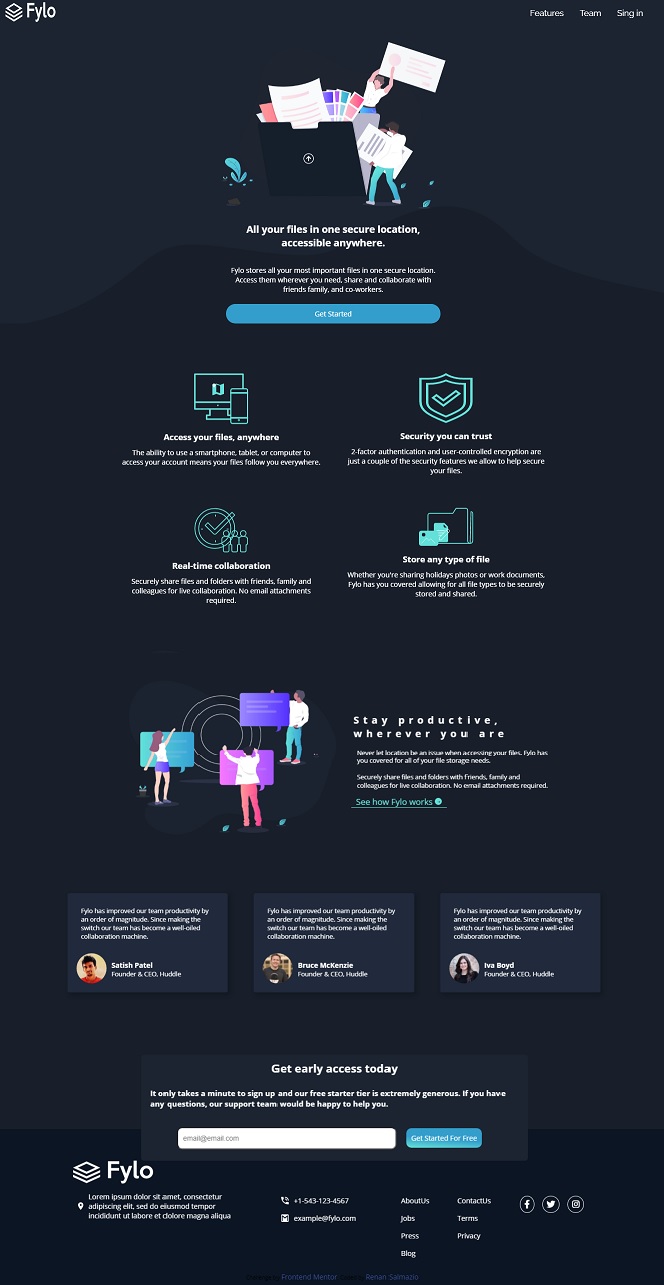 Fylo
Features Team Sing in
All your files in one secure location,
accessible anywhere.
Fylo stores all your most important files in one secure location.
Access them wherever you need, share and collaborate with
friends family, and co-workers.
Get Started
Access your files, anywhere
The ability to use a smartphone, tablet, or computer to
access your account means your files follow you everywhere.
Security you can trust
2-factor authentication and user-controlled encryption are
just a couple of the security features we allow to help secure
your files.
Real-time collaboration
Securely share files and folders with friends, family and
colleagues for live collaboration. No email attachments
required.
Store any type of file
Whether you're sharing holidays photos or work documents,
Fylo has you covered allowing for all file types to be securely
stored and shared.
Stay productive,
wherever you are
Never let location be an issue when accessing your files. Fylo has
you covered for all of your file storage needs.
Securely share files and folders with friends, family and
colleagues for live collaboration. No email attachments required.
See how Fylo works
Fylo has improved our team productivity by
an order of magnitude. Since making the
switch our team has become a well-oiled
collaboration machine.
Satish Patel
Founder & CEO, Huddle
Fylo has improved our team productivity by
an order of magnitude. Since making the
switch our team has become a well-oiled
collaboration machine.
Bruce McKenzie
Founder & CEO, Huddle
Fylo has improved our team productivity by
an order of magnitude. Since making the
switch our team has become a well-oiled
collaboration machine.
Iva Boyd
Founder & CEO, Huddle
Get early access today
It only takes a minute to sign up and our free starter tier is extremely generous. If you have
any questions, our support team would be happy to help you.
email@email.com
Get Started For Free
Fylo
Lorem ipsum dolor sit amet, consectetur
adipiscing elit, sed do eiusmod tempor
incididunt ut labore et dolore magna aliqua
+1-543-123-4567
example@fylo.com
AboutUs
Jobs
Press
Blog
ContactUs
Terms
Privacy
Frontend Mentor Renan Salmazio